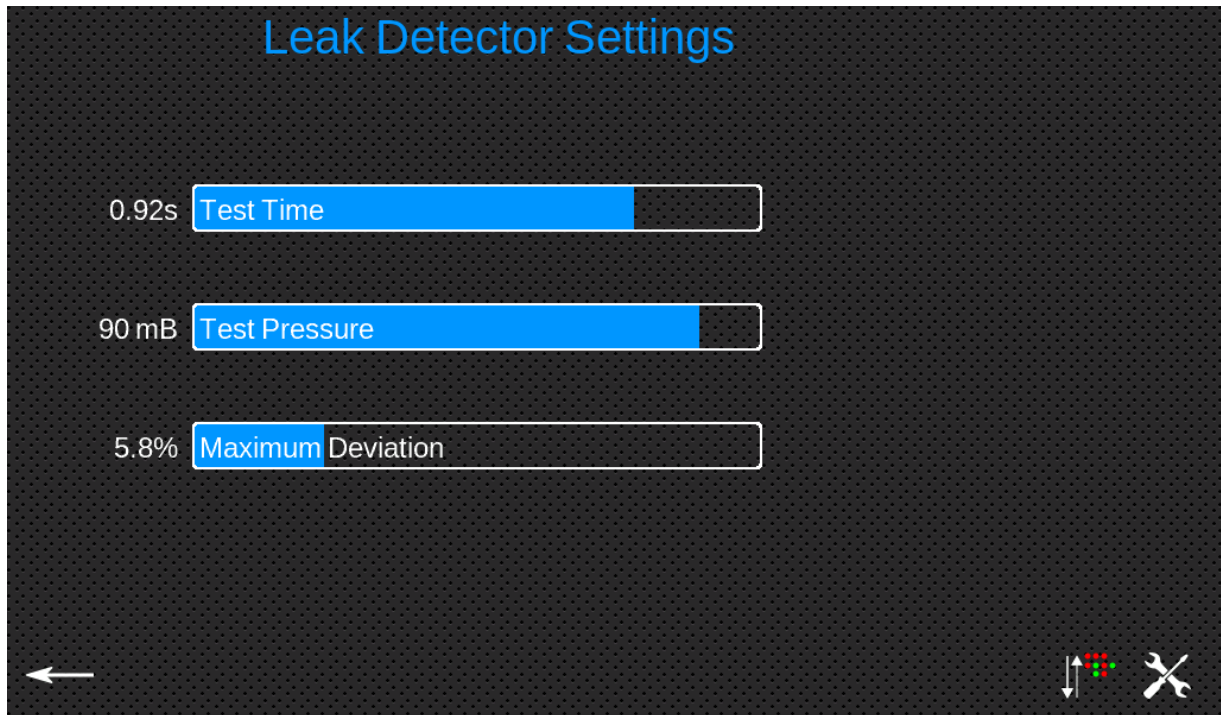 Leak Detector Settings
0.92s Test Time
90 mB Test Pressure
5.8% Maximum Deviation